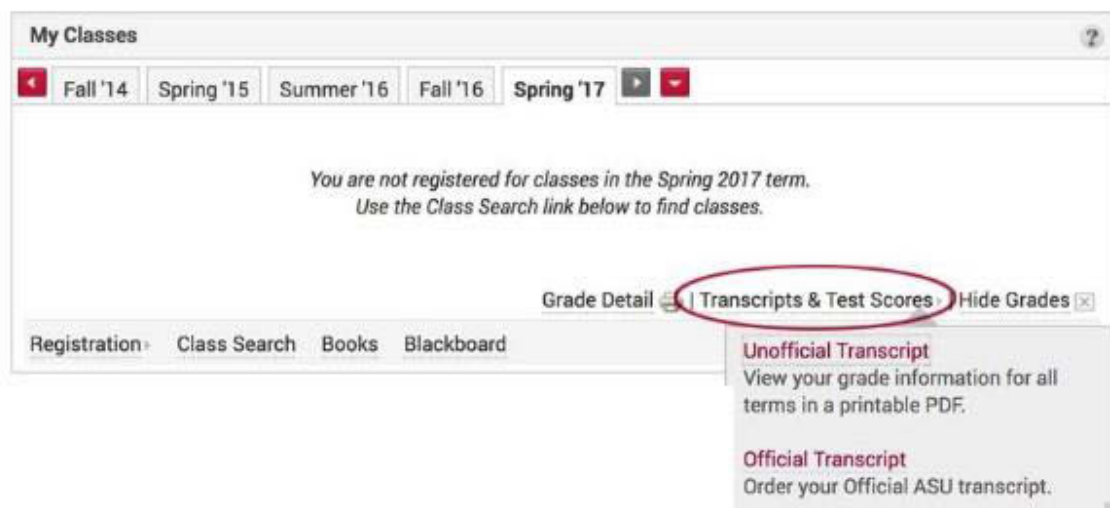 My Classes ?
Fall '14 Spring '15 Summer '16 Fall '16 Spring '17
You are not registered for classes in the Spring 2017 term.
Use the Class Search link below to find classes.
Grade Detail | Transcripts & Test Scores Hide Grades
Registration Class Search Books Blackboard
Unofficial Transcript
View your grade information for all
terms in a printable PDF.
Official Transcript
Order your Official ASU transcript.